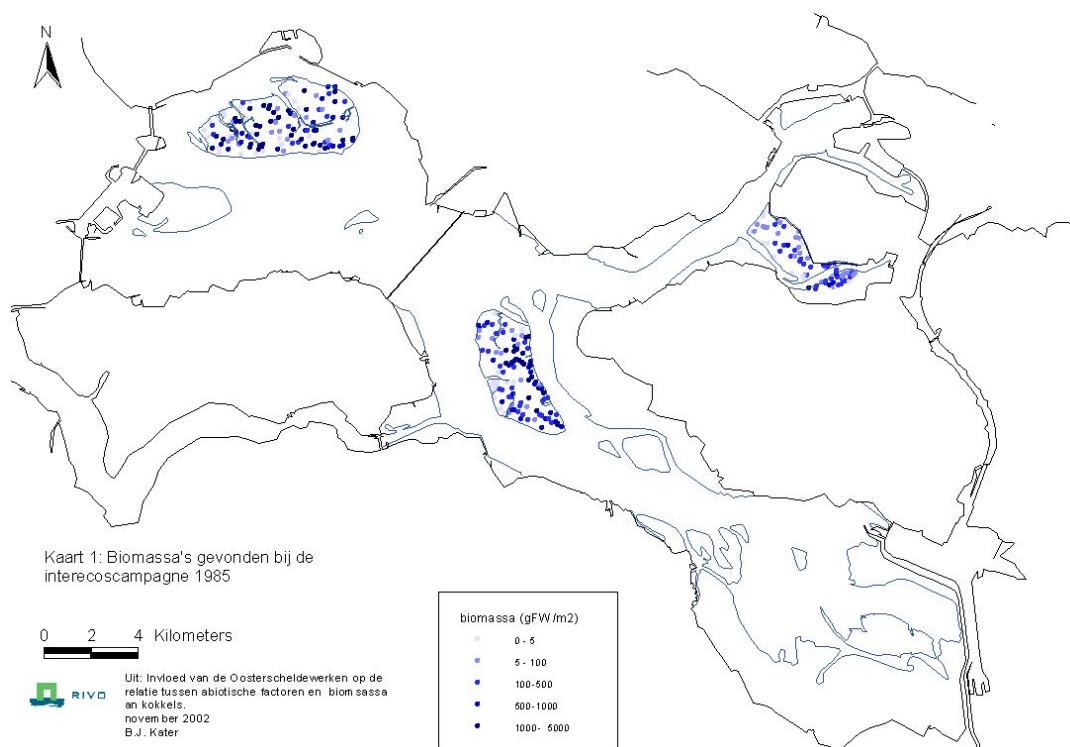 N
Kaart 1: Biomassa's gevonden bij de
interecoscampagne 1985
0 2 4 Kilometers
RIVO
Uit: Invloed van de Oosterscheldewerken op de
relatie tussen abiotische factoren en biomassa
an kokkels.
november 2002
B.J. Kater
biomassa (gFW/m2)
0 - 5
5 - 100
100-500
500-1000
1000- 5000